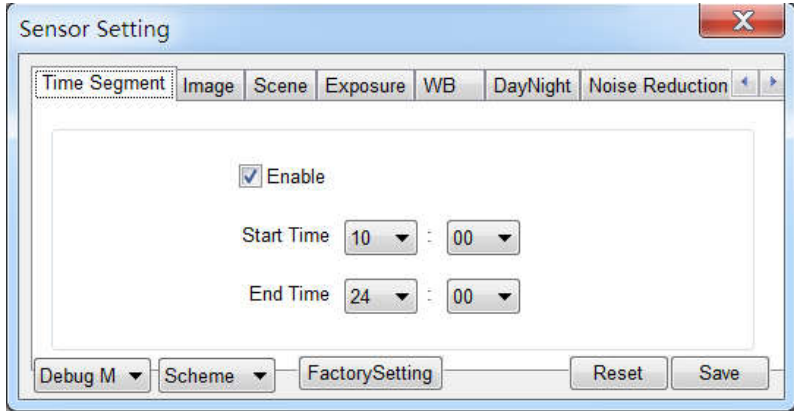 Sensor Setting
Time Segment Image Scene Exposure WB DayNight Noise Reduction
Enable
Start Time 10 : 00
End Time 24 : 00
Debug M Scheme FactorySetting Reset Save